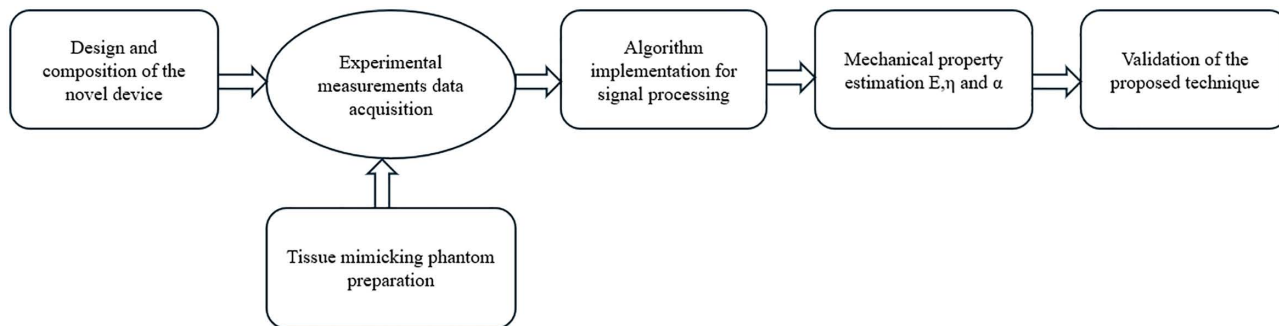 Design and
composition of the
novel device
Experimental
measurements data
acquisition
Algorithm
implementation for
signal processing
Mechanical property
estimation E,η and α
Validation of the
proposed technique
Tissue mimicking phantom
preparation